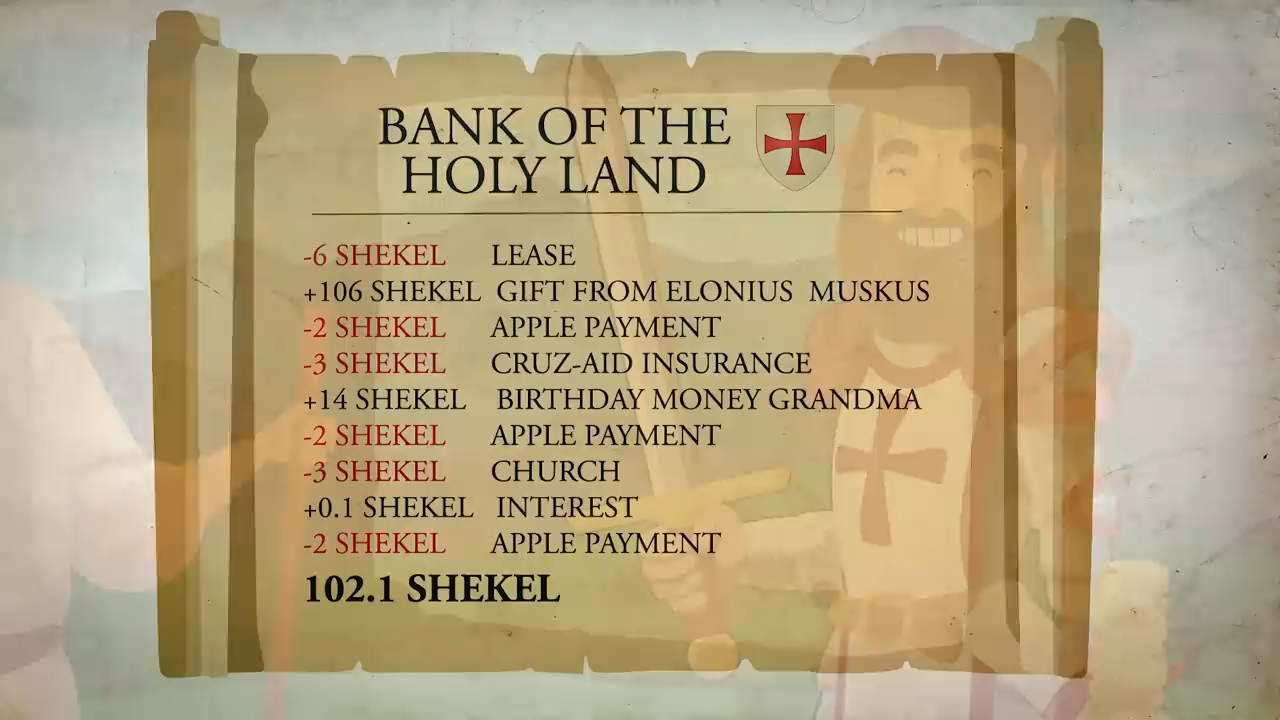 BANK OF THE
HOLY LAND
-6 SHEKEL LEASE
+106 SHEKEL GIFT FROM ELONIUS MUSKUS
-2 SHEKEL APPLE PAYMENT
-3 SHEKEL CRUZ-AID INSURANCE
+14 SHEKEL BIRTHDAY MONEY GRANDMA
-2 SHEKEL APPLE PAYMENT
-3 SHEKEL CHURCH
+0.1 SHEKEL INTEREST
-2 SHEKEL APPLE PAYMENT
102.1 SHEKEL